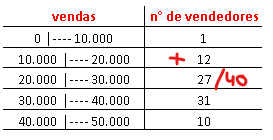 vendas n° de vendedores
0 |---- 10.000 1
10.000 |---- 20.000 + 12
20.000 |---- 30.000 27 /40
30.000 |---- 40.000 31
40.000 |---- 50.000 10